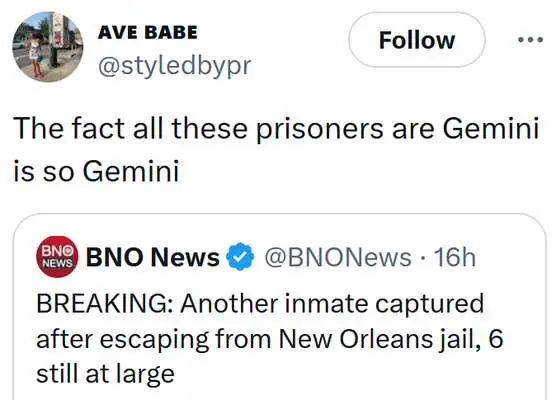 AVE BABE
Follow
@styledbypr
The fact all these prisoners are Gemini
is so Gemini
BNO
NEWS
BNO News @BNONews · 16h
BREAKING: Another inmate captured
after escaping from New Orleans jail, 6
still at large